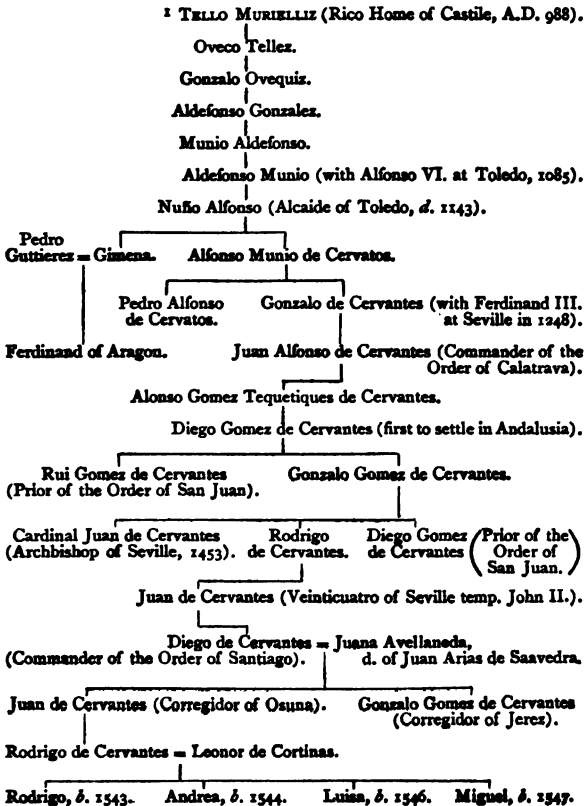 1 TELLO MURIELLIZ (Rico Home of Castile, A.D. 988).
Oveco Tellez.
Gonzalo Ovequiz.
Aldefonso Gonzalez.
Munio Aldefonso.
Aldefonso Munio (with Alfonso VI. at Toledo, 1085).
Nuño Alfonso (Alcaide of Toledo, d. 1143).
Pedro
Guttierez = Gimena. Alfonso Munio de Cervatos.
Pedro Alfonso Gonzalo de Cervantes (with Ferdinand III.
de Cervatos. at Seville in 1248).
Ferdinand of Aragon. Juan Alfonso de Cervantes (Commander of the
Order of Calatrava).
Alonso Gomez Tequetiques de Cervantes.
Diego Gomez de Cervantes (first to settle in Andalusia).
Rui Gomez de Cervantes Gonzalo Gomez de Cervantes.
(Prior of the Order of San Juan).
Cardinal Juan de Cervantes Rodrigo Diego Gomez (Prior of the
(Archbishop of Seville, 1453). de Cervantes. de Cervantes Order of
San Juan.)
Juan de Cervantes (Veinticuatro of Seville temp. John II.).
Diego de Cervantes = Juana Avellaneda,
(Commander of the Order of Santiago). d. of Juan Arias de Saavedra.
Juan de Cervantes (Corregidor of Osuna). Gonzalo Gomez de Cervantes
(Corregidor of Jerez).
Rodrigo de Cervantes = Leonor de Cortinas.
Rodrigo, b. 1543. Andrea, b. 1544. Luisa, b. 1546. Miguel, b. 1547.